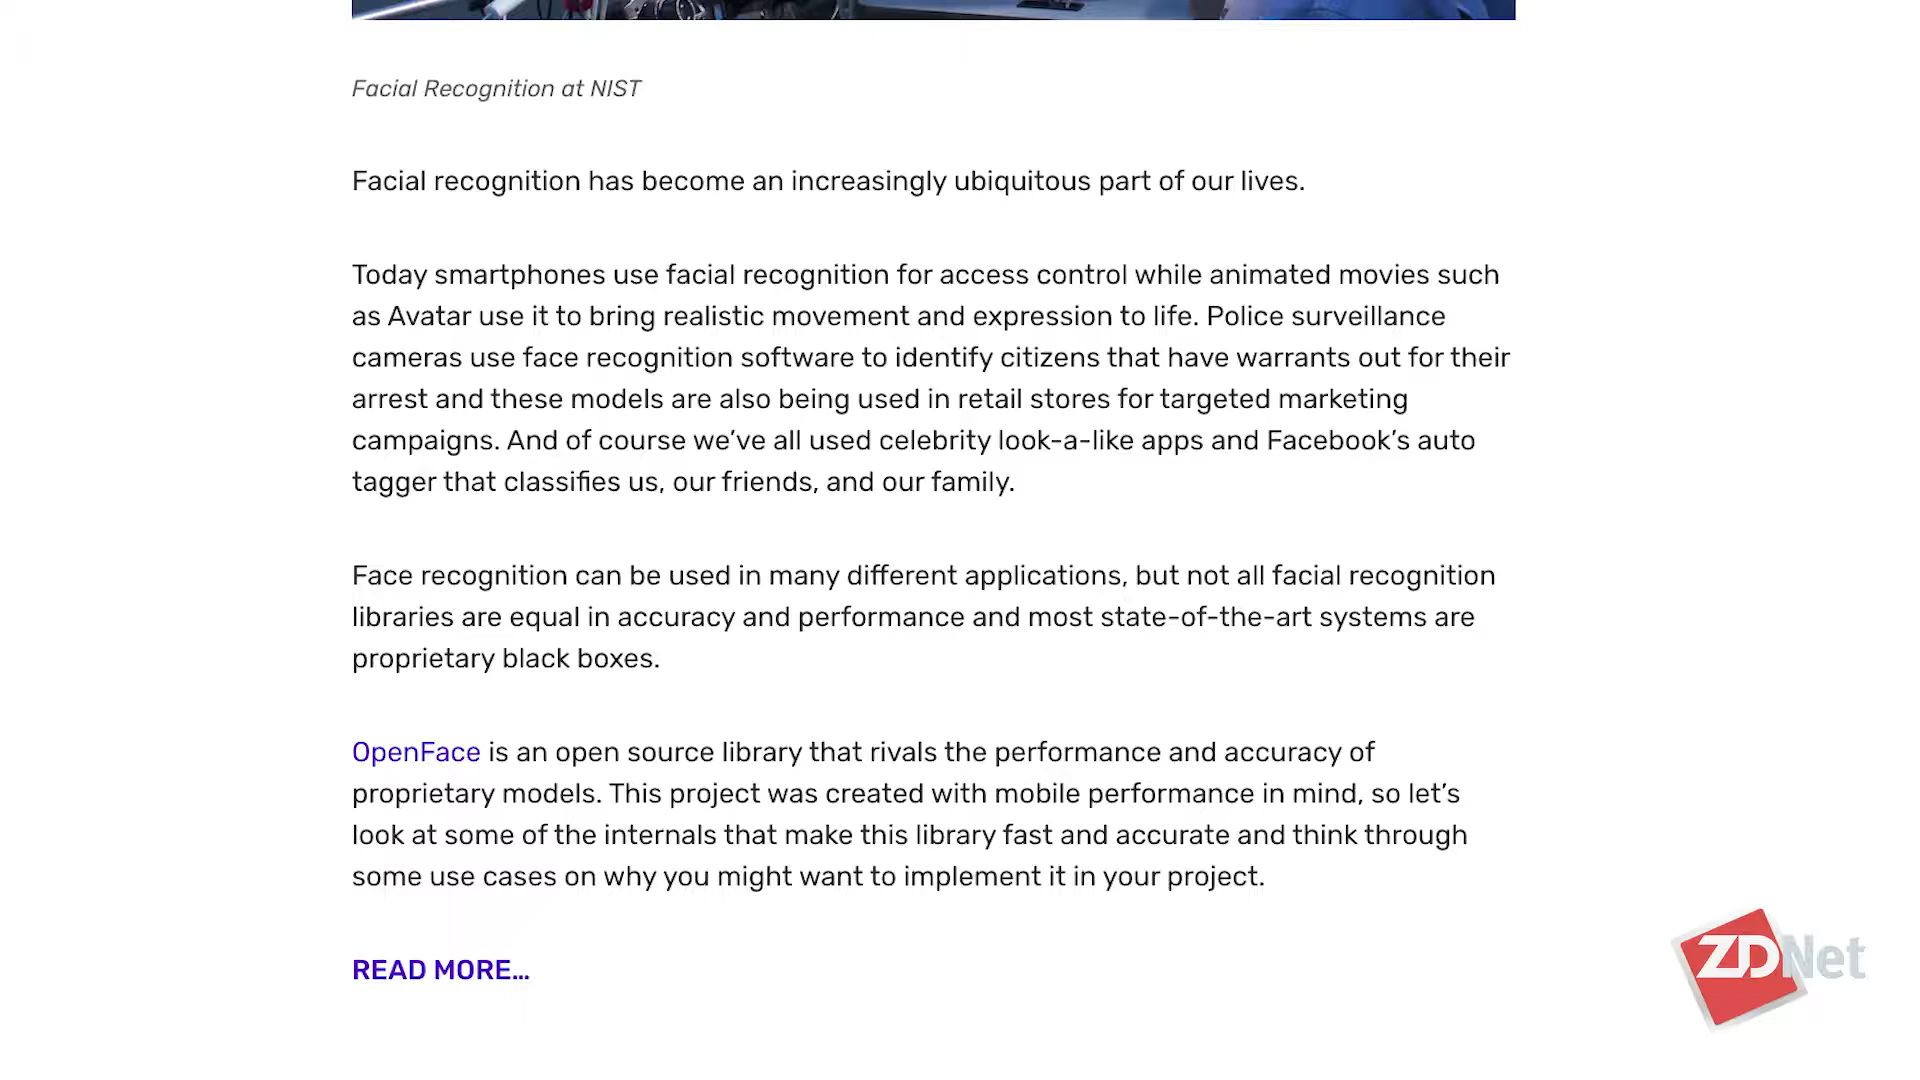 Facial Recognition at NIST
Facial recognition has become an increasingly ubiquitous part of our lives.
Today smartphones use facial recognition for access control while animated movies such
as Avatar use it to bring realistic movement and expression to life. Police surveillance
cameras use face recognition software to identify citizens that have warrants out for their
arrest and these models are also being used in retail stores for targeted marketing
campaigns. And of course we’ve all used celebrity look-a-like apps and Facebook’s auto
tagger that classifies us, our friends, and our family.
Face recognition can be used in many different applications, but not all facial recognition
libraries are equal in accuracy and performance and most state-of-the-art systems are
proprietary black boxes.
OpenFace is an open source library that rivals the performance and accuracy of
proprietary models. This project was created with mobile performance in mind, so let’s
look at some of the internals that make this library fast and accurate and think through
some use cases on why you might want to implement it in your project.
READ MORE...
ZDNet